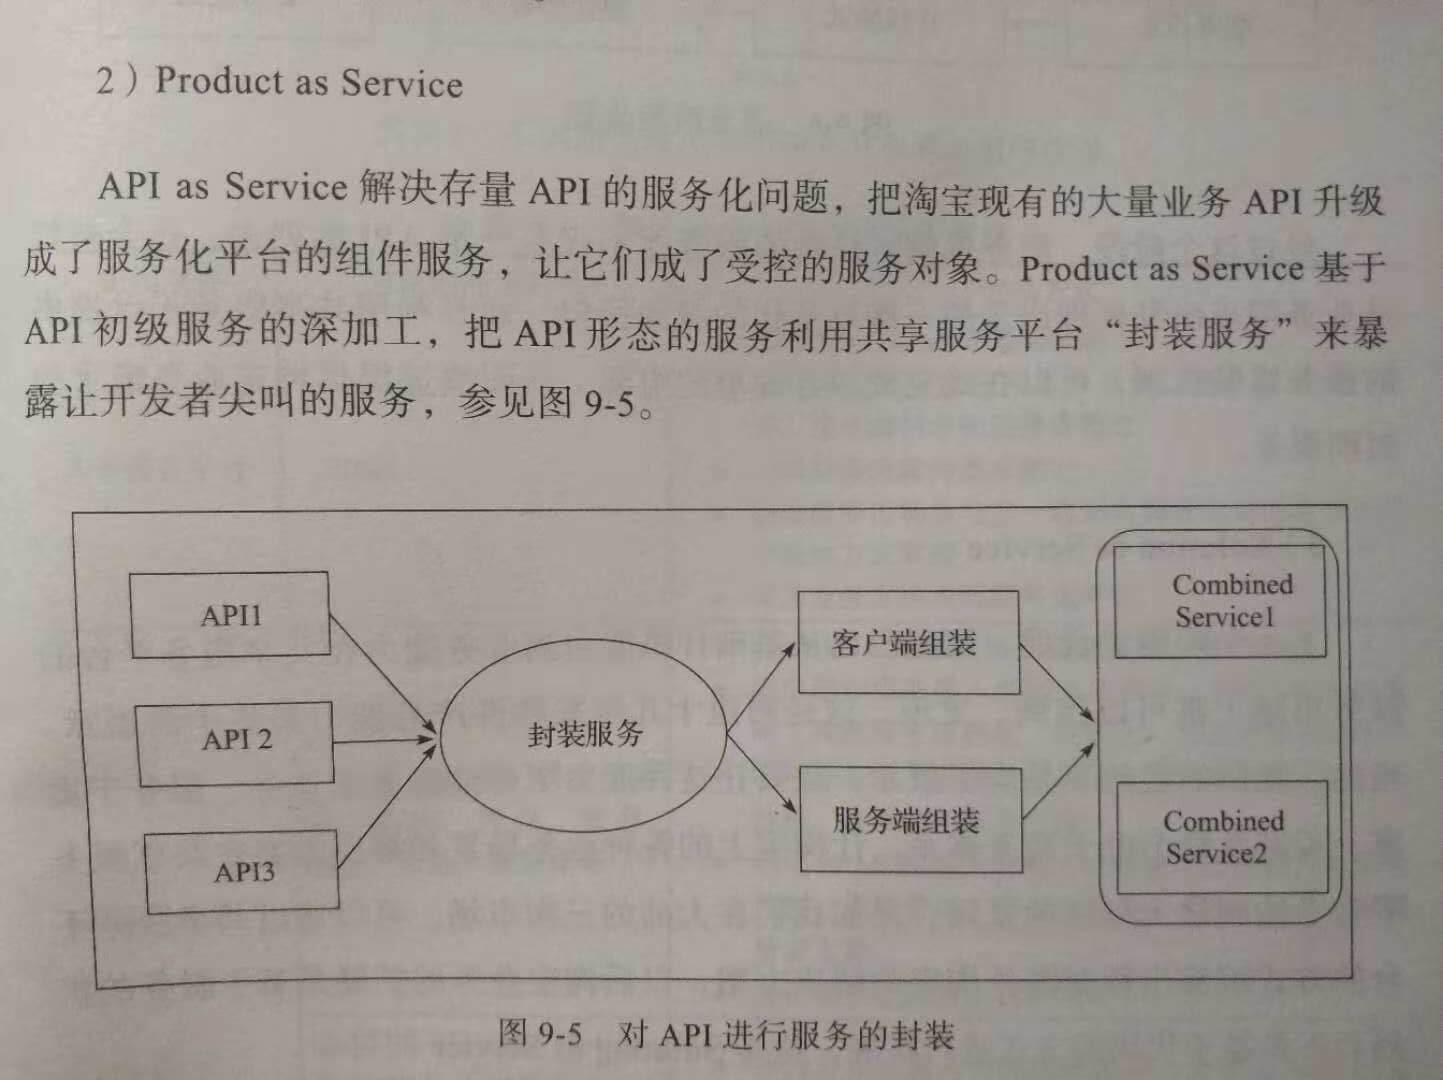 2）Product as Service
API as Service 解决存量 API 的服务化问题，把淘宝现有的大量业务 API 升级
成了服务化平台的组件服务，让它们成了受控的服务对象。Product as Service 基于
API 初级服务的深加工，把 API 形态的服务利用共享服务平台“封装服务”来暴
露让开发者尖叫的服务，参见图 9-5。
API1
API 2
API3
封装服务
客户端组装
服务端组装
Combined
Service1
Combined
Service2
图 9-5 对 API 进行服务的封装